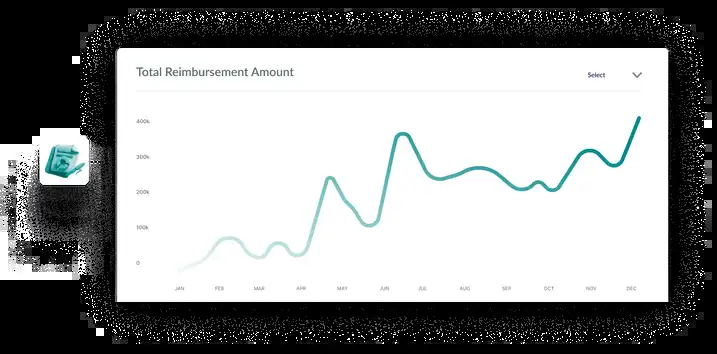 Total Reimbursement Amount
Select
400k
300k
200k
100k
0
JAN FEB MAR APR MAY JUN JUL AUG SEP OCT NOV DEC